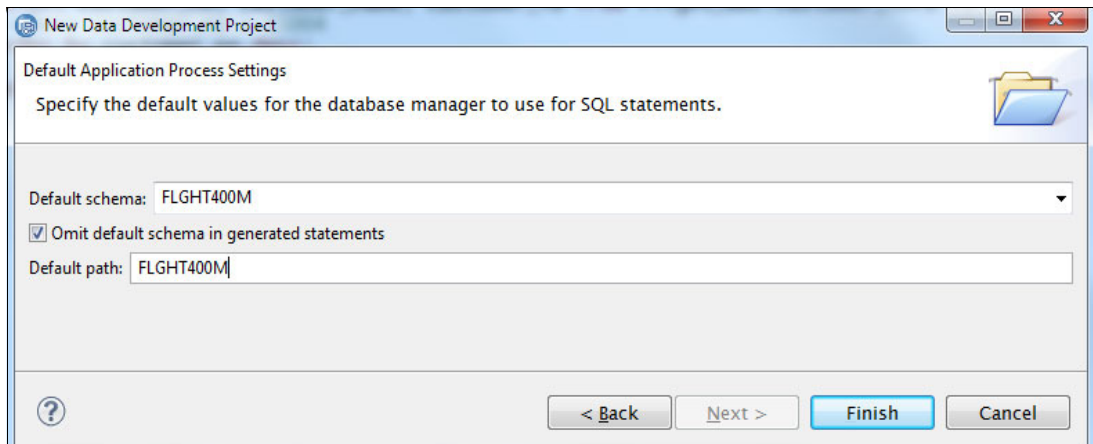 New Data Development Project
Default Application Process Settings
Specify the default values for the database manager to use for SQL statements.
Default schema: FLGHT400M
Omit default schema in generated statements
Default path: FLGHT400M
< Back Next > Finish Cancel